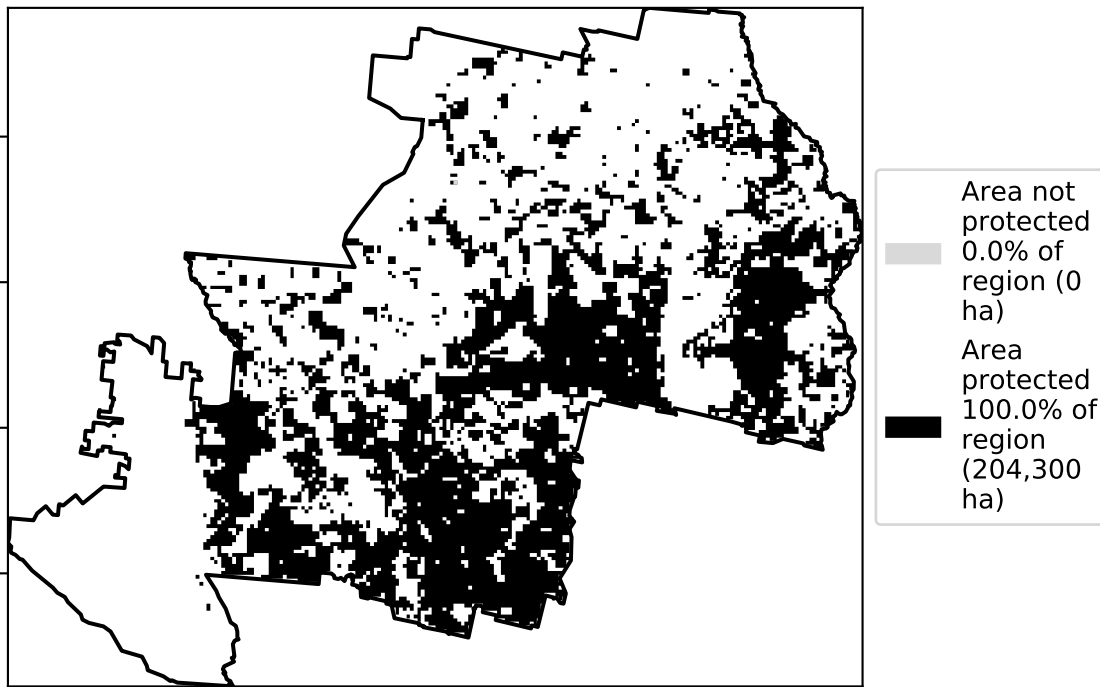 Area not
protected
0.0% of
region (0
ha)
Area
protected
100.0% of
region
(204,300
ha)